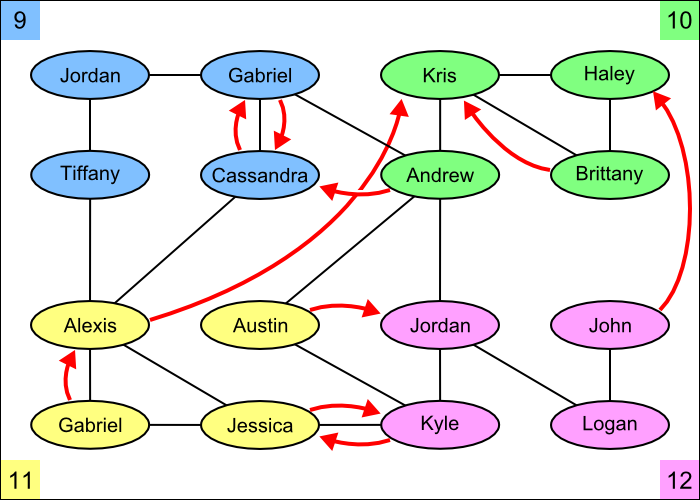 9
10
Jordan
Gabriel
Kris
Haley
Tiffany
Cassandra
Andrew
Brittany
Alexis
Austin
Jordan
John
Gabriel
Jessica
Kyle
Logan
11
12